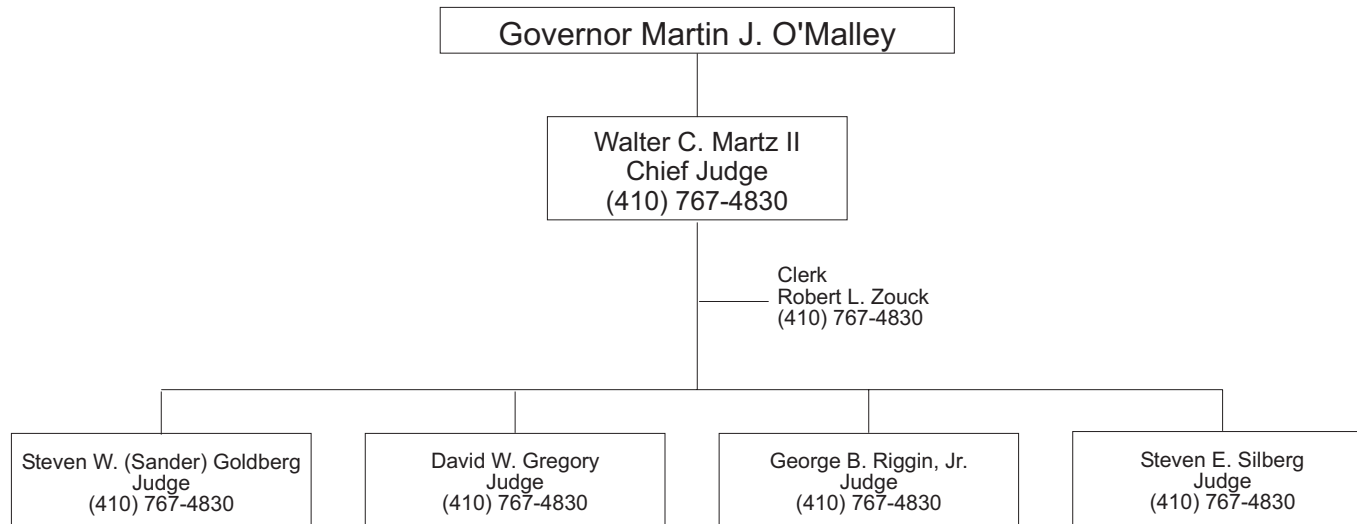 Governor Martin J. O'Malley
Walter C. Martz II
Chief Judge
(410) 767-4830
Clerk
Robert L. Zouck
(410) 767-4830
Steven W. (Sander) Goldberg
Judge
(410) 767-4830
David W. Gregory
Judge
(410) 767-4830
George B. Riggin, Jr.
Judge
(410) 767-4830
Steven E. Silberg
Judge
(410) 767-4830